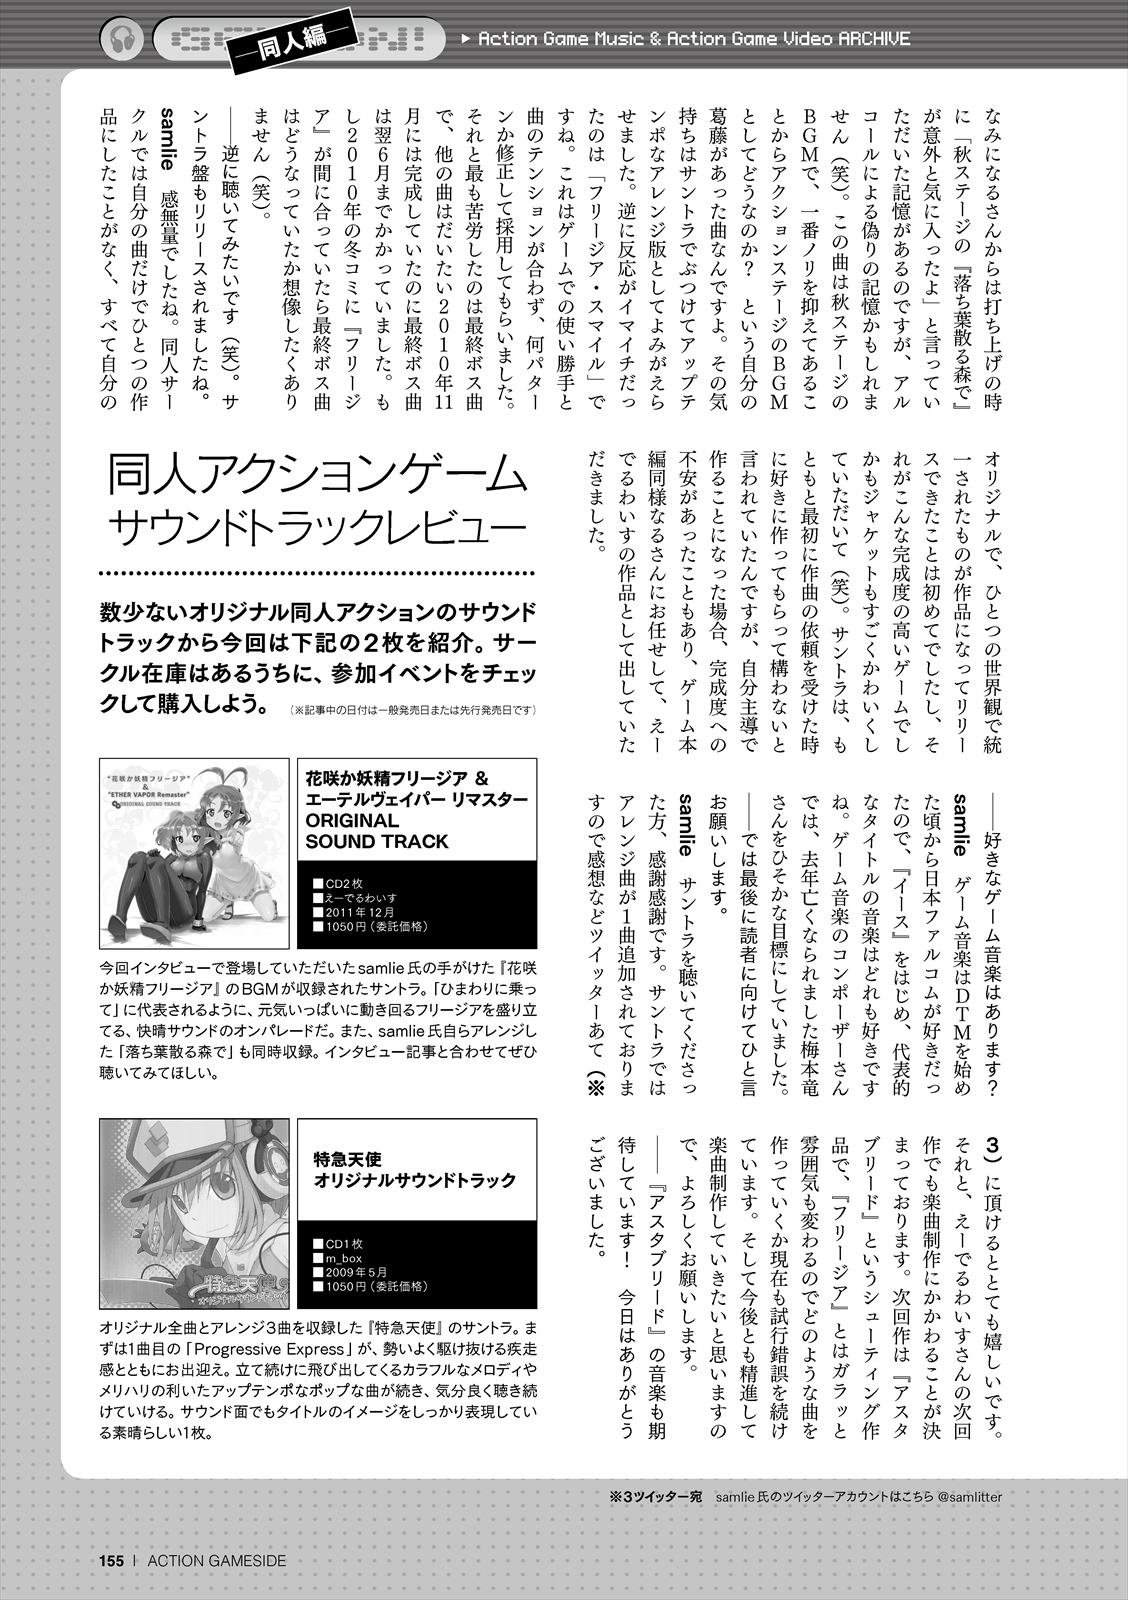 同人編
▶ Action Game Music & Action Game Video ARCHIVE
なみになるさんからは打ち上げの時
に「秋ステージの『落ち葉散る森で』
が意外と気に入ったよ」と言ってい
ただいた記憶があるのですが、アル
コールによる偽りの記憶かもしれま
せん（笑）。この曲は秋ステージの
ＢＧＭで、一番ノリを抑えてあるこ
とからアクションステージのＢＧＭ
としてどうなのか？　という自分の
葛藤があった曲なんですよ。その気
持ちはサントラでぶつけてアップテ
ンポなアレンジ版としてよみがえら
せました。逆に反応がイマイチだっ
たのは「フリージア・スマイル」で
すね。これはゲームでの使い勝手と
曲のテンションが合わず、何パター
ンか修正して採用してもらいました。
それと最も苦労したのは最終ボス曲
で、他の曲はだいたい２０１０年11
月には完成していたのに最終ボス曲
は翌６月までかかっていました。も
し２０１０年の冬コミに『フリージ
ア』が間に合っていたら最終ボス曲
はどうなっていたか想像したくあり
ません（笑）。
――逆に聴いてみたいです（笑）。サ
ントラ盤もリリースされましたね。
samlie　感無量でしたね。同人サー
クルでは自分の曲だけでひとつの作
品にしたことがなく、すべて自分の
オリジナルで、ひとつの世界観で統
一されたものが作品になってリリー
スできたことは初めてでしたし、そ
れがこんな完成度の高いゲームでし
かもジャケットもすごくかわいくし
ていただいて（笑）。サントラは、も
ともと最初に作曲の依頼を受けた時
に好きに作ってもらって構わないと
言われていたんですが、自分主導で
作ることになった場合、完成度への
不安があったこともあり、ゲーム本
編同様なるさんにお任せして、えー
でるわいすの作品として出していた
だきました。
――好きなゲーム音楽はあります？
samlie　ゲーム音楽はＤＴＭを始め
た頃から日本ファルコムが好きだっ
たので、『イース』をはじめ、代表的
なタイトルの音楽はどれも好きです
ね。ゲーム音楽のコンポーザーさん
では、去年亡くなられました梅本竜
さんをひそかな目標にしていました。
――では最後に読者に向けてひと言
お願いします。
samlie　サントラを聴いてくださっ
た方、感謝感謝です。サントラでは
アレンジ曲が１曲追加されておりま
すので感想などツイッターあて（※
３）に頂けるととても嬉しいです。
それと、えーでるわいすさんの次回
作でも楽曲制作にかかわることが決
まっております。次回作は『アスタ
ブリード』というシューティング作
品で、『フリージア』とはガラッと
雰囲気も変わるのでどのような曲を
作っていくか現在も試行錯誤を続け
ています。そして今後とも精進して
楽曲制作していきたいと思いますの
で、よろしくお願いします。
――『アスタブリード』の音楽も期
待しています！　今日はありがとう
ございました。
同人アクションゲーム
サウンドトラックレビュー
数少ないオリジナル同人アクションのサウンド
トラックから今回は下記の２枚を紹介。サー
クル在庫はあるうちに、参加イベントをチェッ
クして購入しよう。（※記事中の日付は一般発売日または先行発売日です）
"花咲か妖精フリージア"
&
"ETHER VAPOR Remaster"
ORIGINAL SOUND TRACK
花咲か妖精フリージア ＆
エーテルヴェイパー リマスター
ORIGINAL
SOUND TRACK
■CD2枚
■えーでるわいす
■2011年12月
■1050円（委託価格）
今回インタビューで登場していただいたsamlie氏の手がけた『花咲
か妖精フリージア』のBGMが収録されたサントラ。「ひまわりに乗っ
て」に代表されるように、元気いっぱいに動き回るフリージアを盛り立
てる、快晴サウンドのオンパレードだ。また、samlie氏自らアレンジし
た「落ち葉散る森で」も同時収録。インタビュー記事と合わせてぜひ
聴いてみてほしい。
特急天使
オリジナルサウンドトラック
特急天使
オリジナルサウンドトラック
■CD1枚
■m_box
■2009年5月
■1050円（委託価格）
オリジナル全曲とアレンジ3曲を収録した『特急天使』のサントラ。ま
ずは1曲目の「Progressive Express」が、勢いよく駆け抜ける疾走
感とともにお出迎え。立て続けに飛び出してくるカラフルなメロディや
メリハリの利いたアップテンポなポップな曲が続き、気分良く聴き続
けていける。サウンド面でもタイトルのイメージをしっかり表現してい
る素晴らしい1枚。
※3ツイッター宛　samlie氏のツイッターアカウントはこちら @samlitter
155 | ACTION GAMESIDE